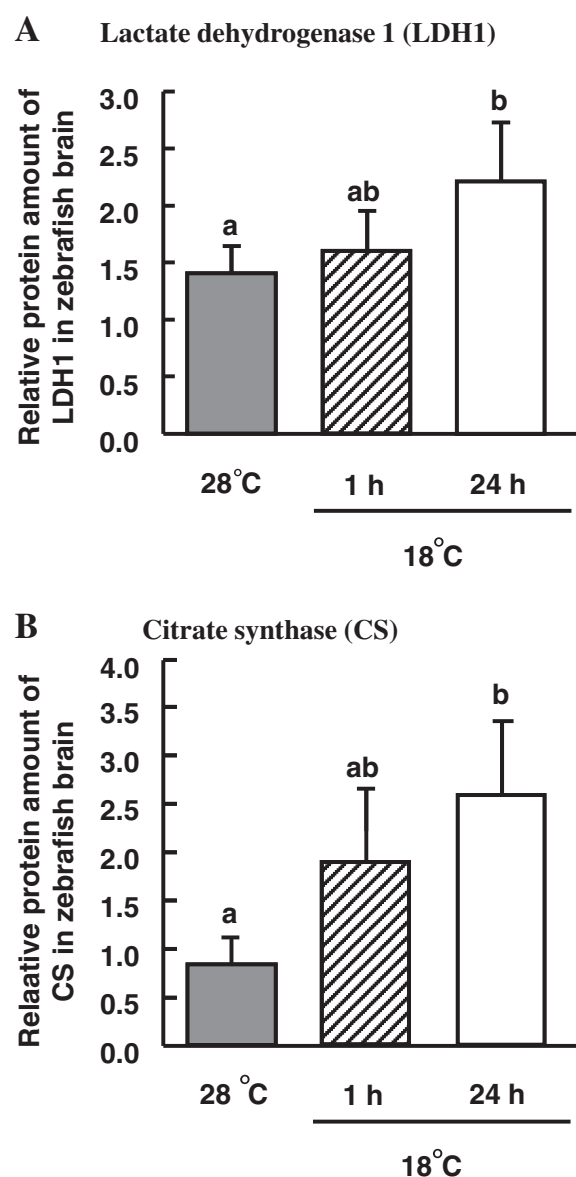 A
Lactate dehydrogenase 1 (LDH1)
Relative protein amount of
LDH1 in zebrafish brain
3.0
2.5
2.0
1.5
1.0
0.5
0.0
a
ab
b
28°C
1 h
24 h
18°C
B
Citrate synthase (CS)
Relaative protein amount of
CS in zebrafish brain
4.0
3.5
3.0
2.5
2.0
1.5
1.0
0.5
0.0
a
ab
b
28 °C
1 h
24 h
18°C